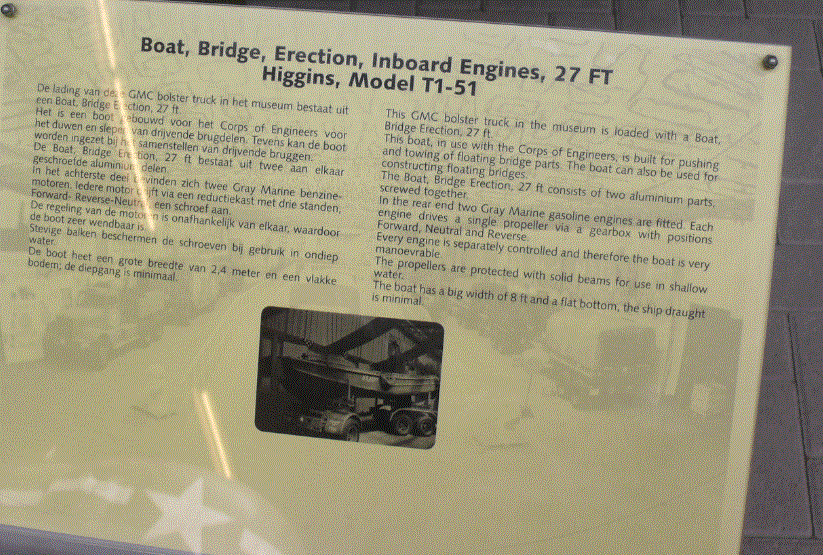 Boat, Bridge, Erection, Inboard Engines, 27 FT
Higgins, Model T1-51
De lading van deze GMC bolster truck in het museum bestaat uit
een Boat, Bridge Erection, 27 ft.
Het is een boot gebouwd voor het Corps of Engineers voor
het duwen en slepen van drijvende brugdelen. Tevens kan de boot
worden ingezet bij het samenstellen van drijvende bruggen.
De Boat, Bridge Erection, 27 ft bestaat uit twee aan elkaar
geschroefde aluminium delen.
In het achterste deel bevinden zich twee Gray Marine benzine-
motoren. Iedere motor drijft via een reductiekast met drie standen,
Forward- Reverse-Neutral een schroef aan.
De regeling van de motoren is onafhankelijk van elkaar, waardoor
de boot zeer wendbaar is.
Stevige balken beschermen de schroeven bij gebruik in ondiep
water.
De boot heet een grote breedte van 2,4 meter en een vlakke
bodem; de diepgang is minimaal.
This GMC bolster truck in the museum is loaded with a Boat,
Bridge Erection, 27 ft.
This boat, in use with the Corps of Engineers, is built for pushing
and towing of floating bridge parts. The boat can also be used for
constructing floating bridges.
The Boat, Bridge Erection, 27 ft consists of two aluminium parts,
screwed together.
In the rear end two Gray Marine gasoline engines are fitted. Each
engine drives a single propeller via a gearbox with positions
Forward, Neutral and Reverse.
Every engine is separately controlled and therefore the boat is very
manoevrable.
The propellers are protected with solid beams for use in shallow
water.
The boat has a big width of 8 ft and a flat bottom, the ship draught
is minimal.